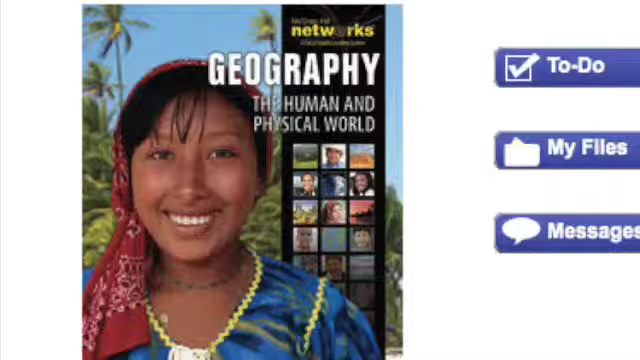 networks
GEOGRAPHY
THE HUMAN AND
PHYSICAL WORLD
To-Do
My Files
Messages